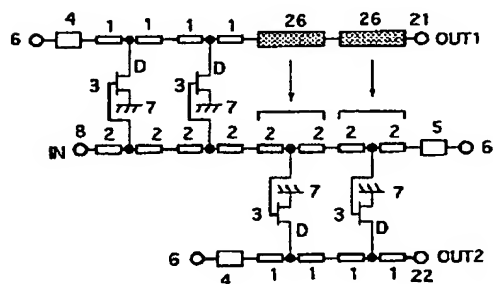 4 1 1 1 1 26 26 21
6 OUT1
D D
3 7 3 7
8 2 2 2 2 2 2 2 2 5
IN 6
7 7
3 D 3 D
6 OUT2
4 1 1 1 1 22